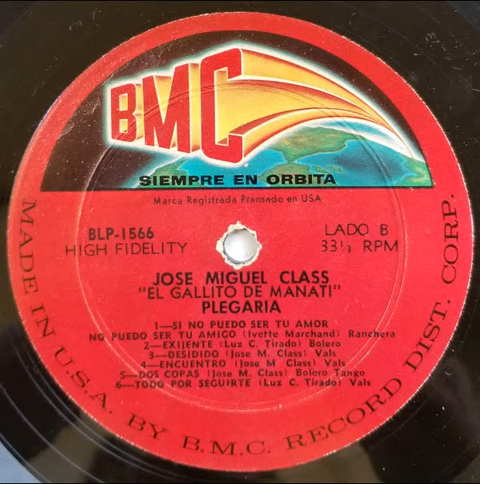 BMC
SIEMPRE EN ORBITA
Marca Registrada Prensado en USA
BLP-1566
HIGH FIDELITY
LADO B
33⅓ RPM
JOSE MIGUEL CLASS
"EL GALLITO DE MANATI"
PLEGARIA
1—SI NO PUEDO SER TU AMOR
NO PUEDO SER TU AMIGO (Ivette Marchand) Ranchera
2—EXIJENTE (Luz C. Tirado) Bolero
3—DESIDIDO (Jose M. Class) Vals
4—ENCUENTRO (Jose M. Class) Vals
5—DOS COPAS (Jose M. Class) Bolero Tango
6—TODO POR SEGUIRTE (Luz C. Tirado) Vals
MADE IN U.S.A. BY B.M.C. RECORD DIST. CORP.